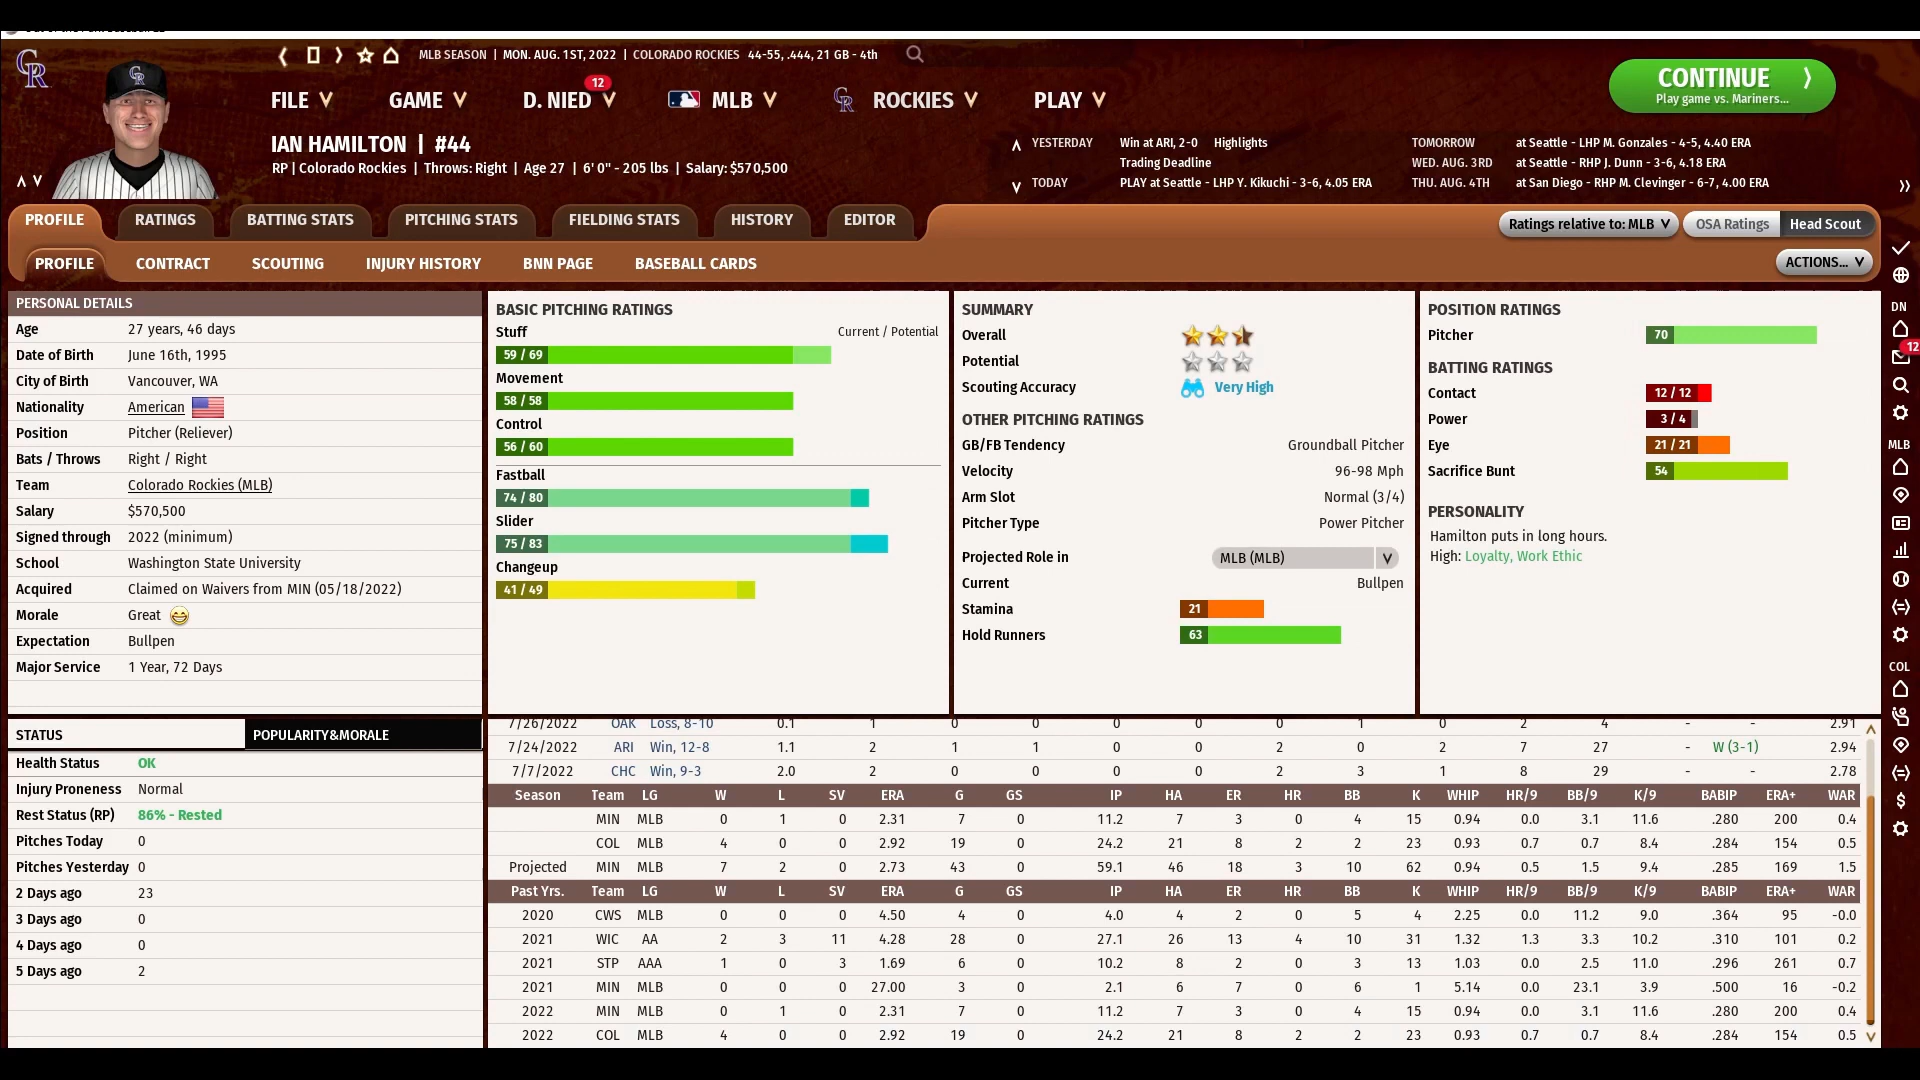 MLB SEASON | MON. AUG. 1ST, 2022 | COLORADO ROCKIES 44-55, .444, 21 GB - 4th
12
FILE GAME D. NIED MLB ROCKIES PLAY
CONTINUE
Play game vs. Mariners...
IAN HAMILTON | #44
RP | Colorado Rockies | Throws: Right | Age 27 | 6' 0" - 205 lbs | Salary: $570,500
YESTERDAY Win at ARI, 2-0 Highlights
Trading Deadline
TODAY PLAY at Seattle - LHP Y. Kikuchi - 3-6, 4.05 ERA
TOMORROW at Seattle - LHP M. Gonzales - 4-5, 4.40 ERA
WED. AUG. 3RD at Seattle - RHP J. Dunn - 3-6, 4.18 ERA
THU. AUG. 4TH at San Diego - RHP M. Clevinger - 6-7, 4.00 ERA
PROFILE RATINGS BATTING STATS PITCHING STATS FIELDING STATS HISTORY EDITOR
Ratings relative to: MLB OSA Ratings Head Scout
PROFILE CONTRACT SCOUTING INJURY HISTORY BNN PAGE BASEBALL CARDS
ACTIONS...
PERSONAL DETAILS
Age 27 years, 46 days
Date of Birth June 16th, 1995
City of Birth Vancouver, WA
Nationality American
Position Pitcher (Reliever)
Bats / Throws Right / Right
Team Colorado Rockies (MLB)
Salary $570,500
Signed through 2022 (minimum)
School Washington State University
Acquired Claimed on Waivers from MIN (05/18/2022)
Morale Great
Expectation Bullpen
Major Service 1 Year, 72 Days
BASIC PITCHING RATINGS
Stuff Current / Potential
59 / 69
Movement
58 / 58
Control
56 / 60
Fastball
74 / 80
Slider
75 / 83
Changeup
41 / 49
SUMMARY
Overall
Potential
Scouting Accuracy Very High
OTHER PITCHING RATINGS
GB/FB Tendency Groundball Pitcher
Velocity 96-98 Mph
Arm Slot Normal (3/4)
Pitcher Type Power Pitcher
Projected Role in MLB (MLB)
Current Bullpen
Stamina 21
Hold Runners 63
POSITION RATINGS
Pitcher 70
BATTING RATINGS
Contact 12 / 12
Power 3 / 4
Eye 21 / 21
Sacrifice Bunt 54
PERSONALITY
Hamilton puts in long hours.
High: Loyalty, Work Ethic
DN
12
MLB
COL
STATUS POPULARITY&MORALE
Health Status OK
Injury Proneness Normal
Rest Status (RP) 86% - Rested
Pitches Today 0
Pitches Yesterday 0
2 Days ago 23
3 Days ago 0
4 Days ago 0
5 Days ago 2
7/26/2022 OAK Loss, 8-10 0.1 1 0 0 0 0 0 1 0 2 4 - - 2.91
7/24/2022 ARI Win, 12-8 1.1 2 1 1 0 0 2 0 2 7 27 - W (3-1) 2.94
7/7/2022 CHC Win, 9-3 2.0 2 0 0 0 0 2 3 1 8 29 - - 2.78
Season Team LG W L SV ERA G GS IP HA ER HR BB K WHIP HR/9 BB/9 K/9 BABIP ERA+ WAR
MIN MLB 0 1 0 2.31 7 0 11.2 7 3 0 4 15 0.94 0.0 3.1 11.6 .280 200 0.4
COL MLB 4 0 0 2.92 19 0 24.2 21 8 2 2 23 0.93 0.7 0.7 8.4 .284 154 0.5
Projected MIN MLB 7 2 0 2.73 43 0 59.1 46 18 3 10 62 0.94 0.5 1.5 9.4 .285 169 1.5
Past Yrs. Team LG W L SV ERA G GS IP HA ER HR BB K WHIP HR/9 BB/9 K/9 BABIP ERA+ WAR
2020 CWS MLB 0 0 0 4.50 4 0 4.0 4 2 0 5 4 2.25 0.0 11.2 9.0 .364 95 -0.0
2021 WIC AA 2 3 11 4.28 28 0 27.1 26 13 4 10 31 1.32 1.3 3.3 10.2 .310 101 0.2
2021 STP AAA 1 0 3 1.69 6 0 10.2 8 2 0 3 13 1.03 0.0 2.5 11.0 .296 261 0.7
2021 MIN MLB 0 0 0 27.00 3 0 2.1 6 7 0 6 1 5.14 0.0 23.1 3.9 .500 16 -0.2
2022 MIN MLB 0 1 0 2.31 7 0 11.2 7 3 0 4 15 0.94 0.0 3.1 11.6 .280 200 0.4
2022 COL MLB 4 0 0 2.92 19 0 24.2 21 8 2 2 23 0.93 0.7 0.7 8.4 .284 154 0.5